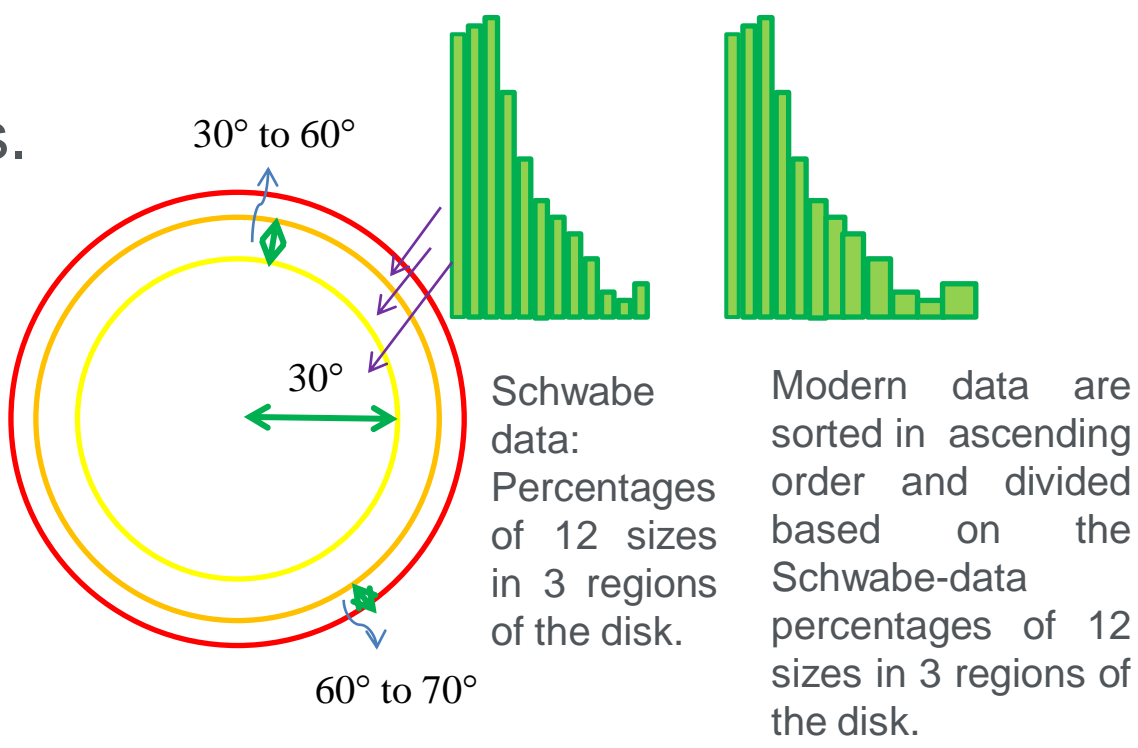 s.
30° to 60°
30°
60° to 70°
Schwabe
data:
Percentages
of 12 sizes
in 3 regions
of the disk.
Modern data are
sorted in ascending
order and divided
based on the
Schwabe-data
percentages of 12
sizes in 3 regions of
the disk.